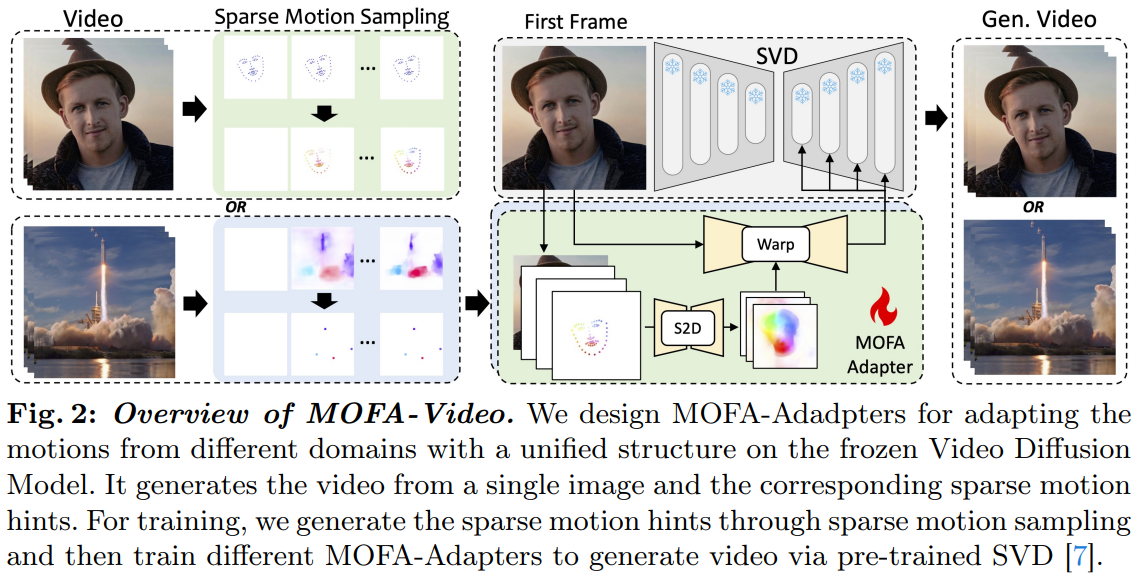 Video
Sparse Motion Sampling
First Frame
Gen. Video
SVD
...
...
OR
OR
...
...
Warp
S2D
MOFA
Adapter
Fig. 2: Overview of MOFA-Video. We design MOFA-Adadpters for adapting the
motions from different domains with a unified structure on the frozen Video Diffusion
Model. It generates the video from a single image and the corresponding sparse motion
hints. For training, we generate the sparse motion hints through sparse motion sampling
and then train different MOFA-Adapters to generate video via pre-trained SVD [7].